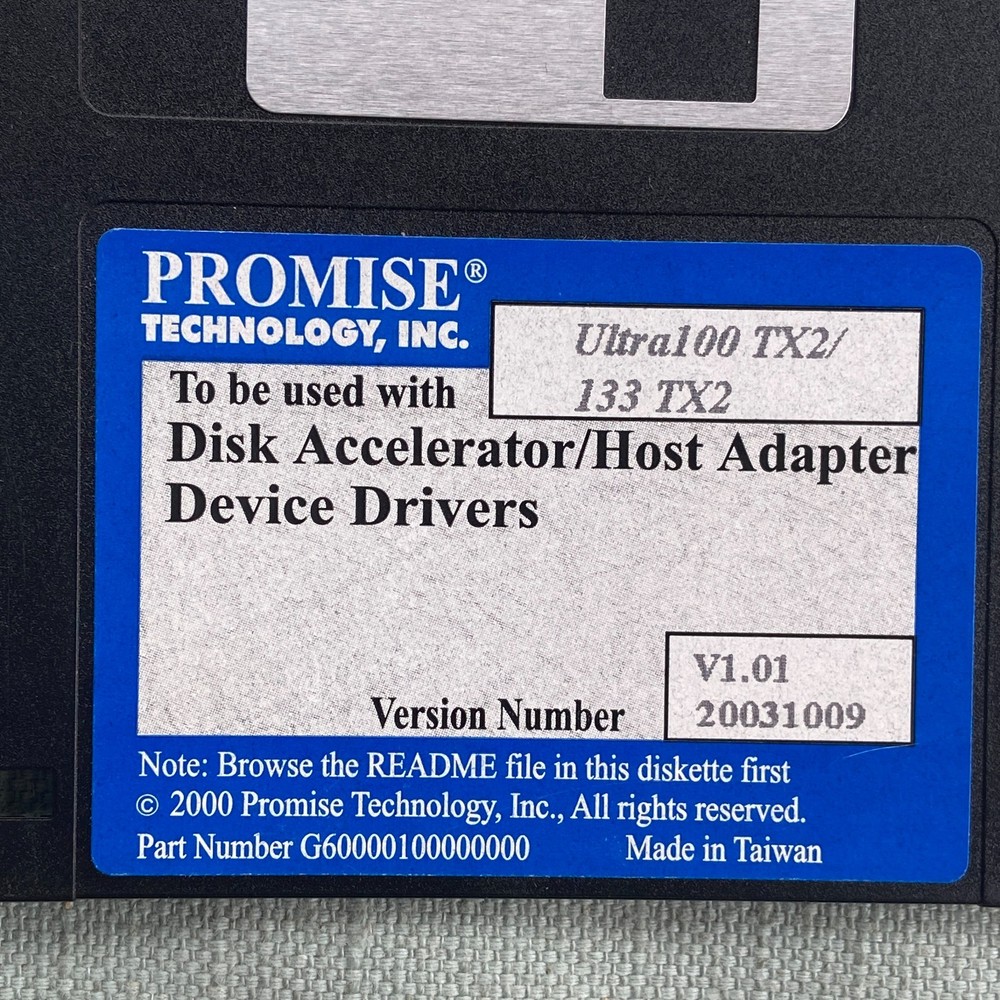 PROMISE®
TECHNOLOGY, INC.
Ultra100 TX2/
133 TX2
To be used with
Disk Accelerator/Host Adapter
Device Drivers
V1.01
Version Number
20031009
Note: Browse the README file in this diskette first
© 2000 Promise Technology, Inc., All rights reserved.
Part Number G60000100000000 Made in Taiwan